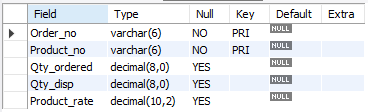 Field Type Null Key Default Extra
Order_no varchar(6) NO PRI NULL
Product_no varchar(6) NO PRI NULL
Qty_ordered decimal(8,0) YES NULL
Qty_disp decimal(8,0) YES NULL
Product_rate decimal(10,2) YES NULL